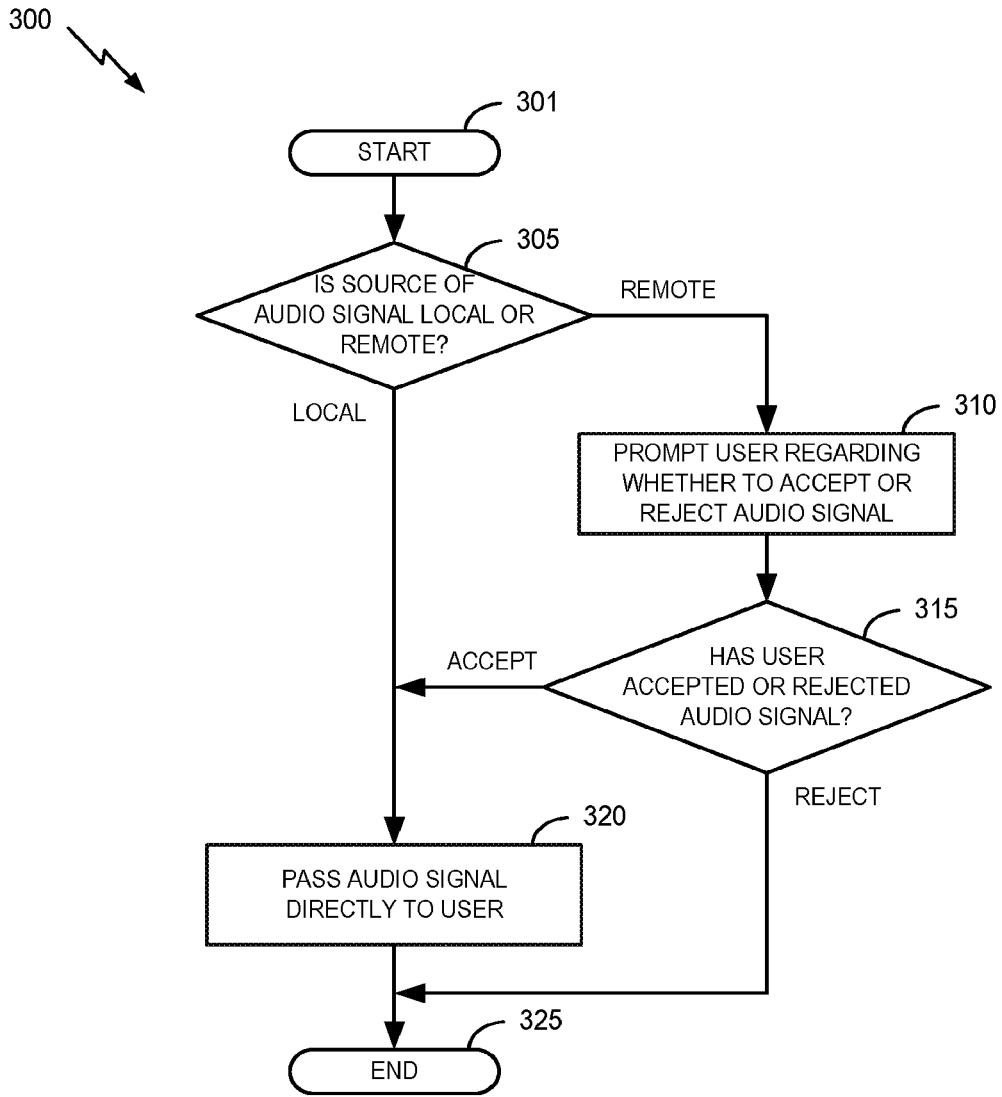 300
301
START
305
IS SOURCE OF
AUDIO SIGNAL LOCAL OR
REMOTE?
REMOTE
LOCAL
310
PROMPT USER REGARDING
WHETHER TO ACCEPT OR
REJECT AUDIO SIGNAL
315
HAS USER
ACCEPTED OR REJECTED
AUDIO SIGNAL?
ACCEPT
REJECT
320
PASS AUDIO SIGNAL
DIRECTLY TO USER
325
END